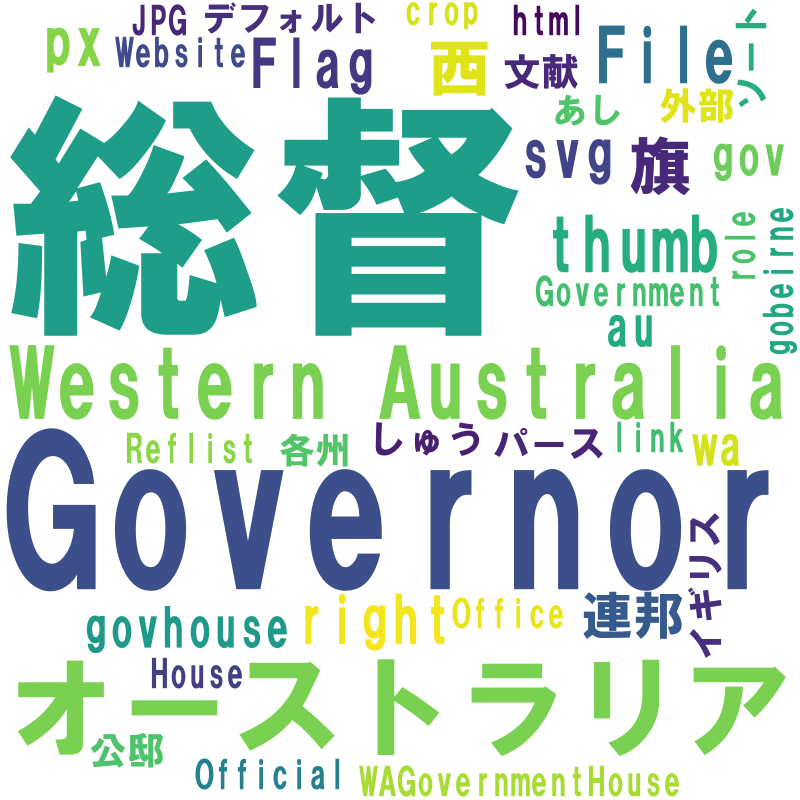 JPG デフォルト crop html
px Website Flag 西 文献 File ソート
あし 外部
総督 svg 旗 gov
thumb role
Government gobeirne
au
Western Australia
Reflist 各州 しゅう パース link wa
Governor
イギリス
govhouse right Office 連邦
House
オーストラリア
公邸
Official WAGovernmentHouse